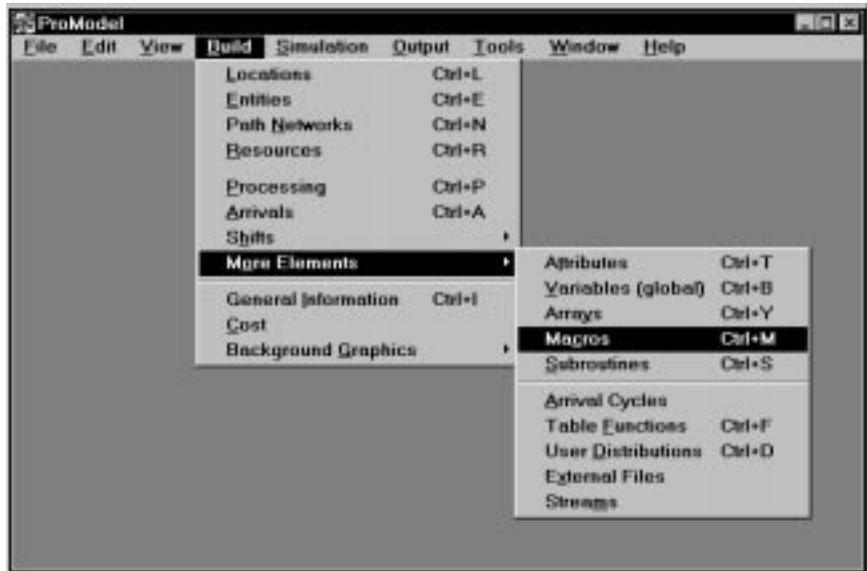 ProModel
File Edit View Build Simulation Output Tools Window Help
Locations Ctrl+L
Entities Ctrl+E
Path Networks Ctrl+N
Resources Ctrl+R
Processing Ctrl+P
Arrivals Ctrl+A
Shifts
More Elements
General Information Ctrl+I
Cost
Background Graphics
Attributes Ctrl+T
Variables (global) Ctrl+B
Arrays Ctrl+Y
Macros Ctrl+M
Subroutines Ctrl+S
Arrival Cycles
Table Functions Ctrl+F
User Distributions Ctrl+D
External Files
Streams